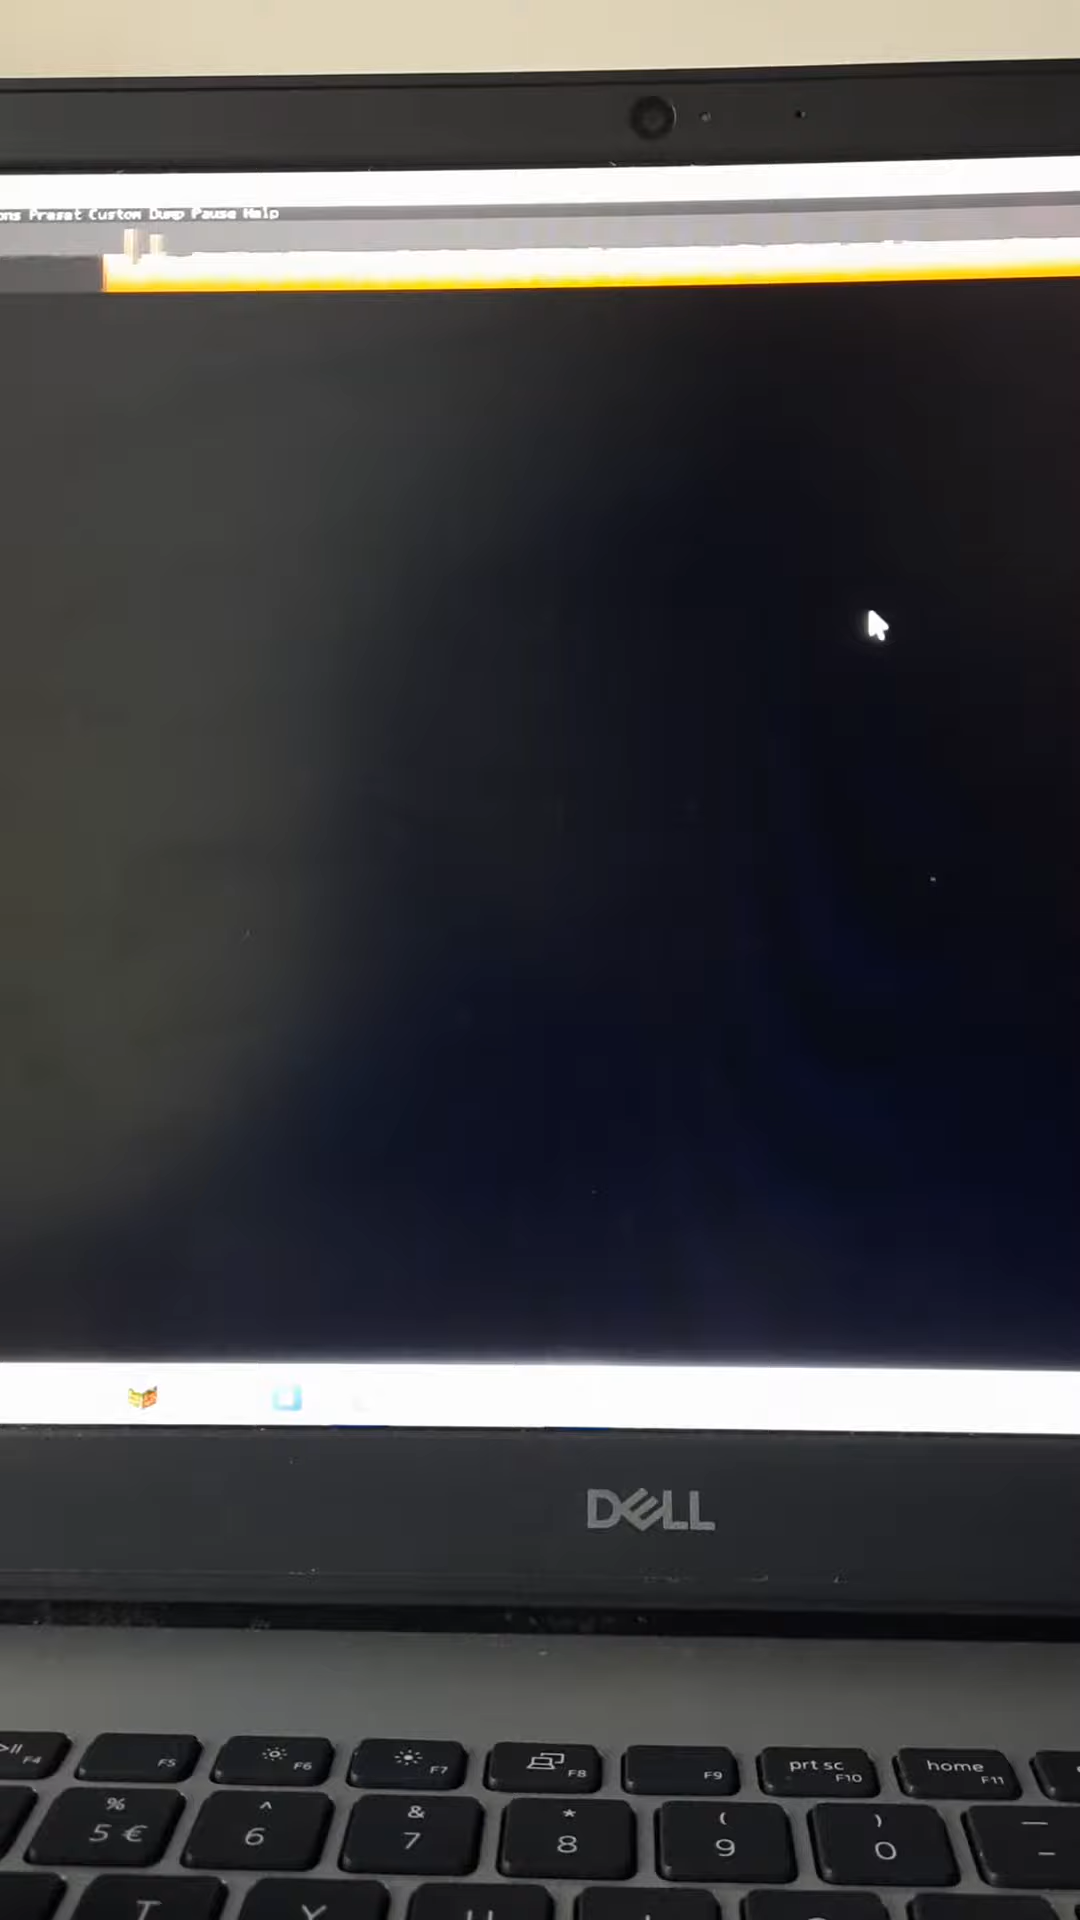 ons Preset Custom Dump Pause Help
DELL
F4 F5 F6 F7 F8 F9 prt sc F10 home F11
% 5 € ^ 6 & 7 * 8 ( 9 ) 0 — -
T Y U